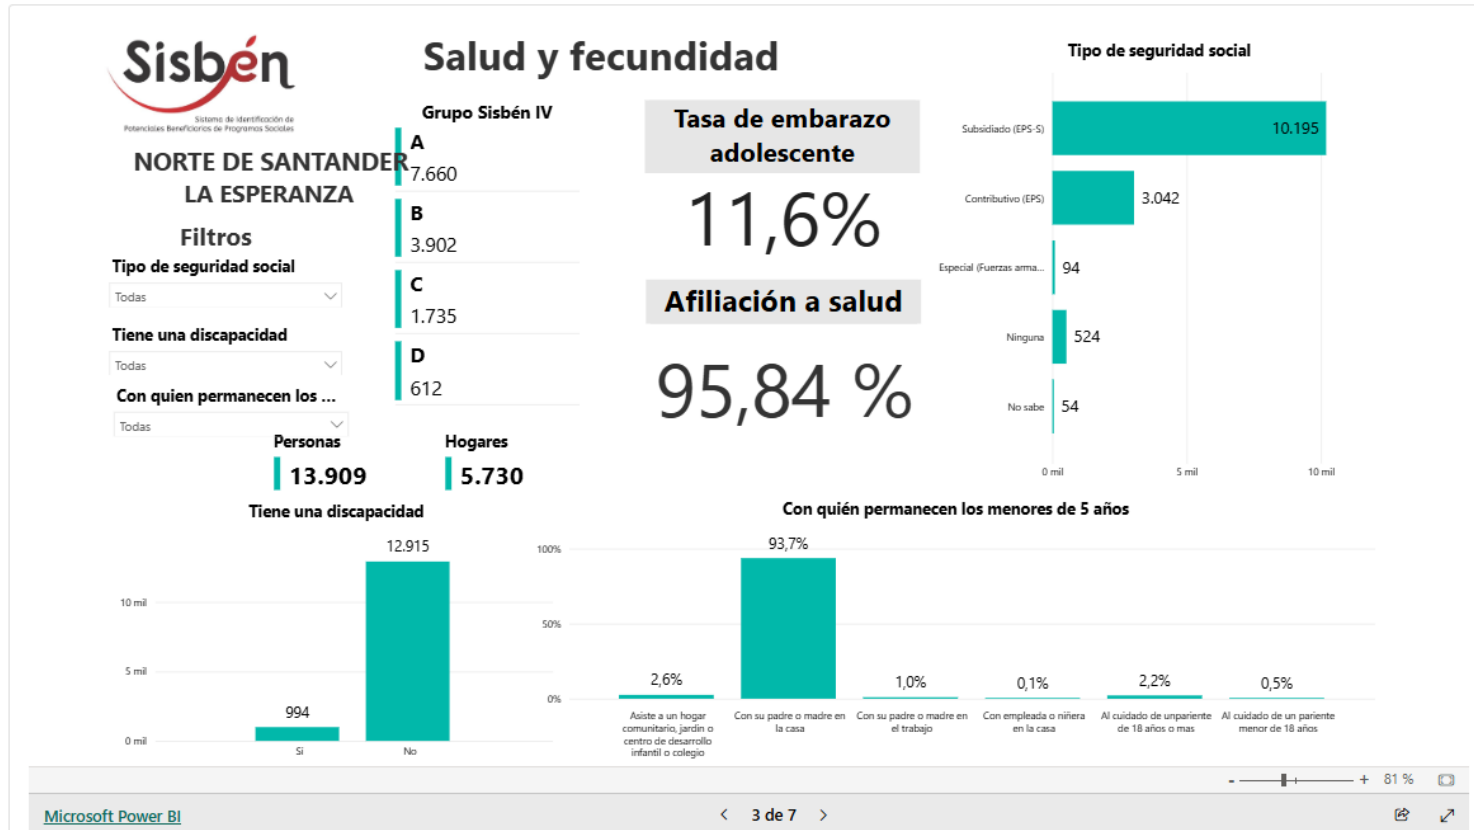 Sisbén
Sistema de Identificación de
Potenciales Beneficiarios de Programas Sociales
NORTE DE SANTANDER
LA ESPERANZA
Filtros
Tipo de seguridad social
Todas
Tiene una discapacidad
Todas
Con quien permanecen los ...
Todas
Salud y fecundidad
Grupo Sisbén IV
A
7.660
B
3.902
C
1.735
D
612
Tasa de embarazo
adolescente
11,6%
Afiliación a salud
95,84 %
Tipo de seguridad social
Subsidiado (EPS-S)
10.195
Contributivo (EPS)
3.042
Especial (Fuerzas arma...
94
Ninguna
524
No sabe
54
0 mil
5 mil
10 mil
Personas
13.909
Hogares
5.730
Tiene una discapacidad
10 mil
5 mil
0 mil
994
12.915
Si
No
Con quién permanecen los menores de 5 años
100%
50%
0%
2,6%
93,7%
1,0%
0,1%
2,2%
0,5%
Asiste a un hogar
comunitario, jardín o
centro de desarrollo
infantil o colegio
Con su padre o madre en
la casa
Con su padre o madre en
el trabajo
Con empleada o niñera
en la casa
Al cuidado de unpariente
de 18 años o mas
Al cuidado de un pariente
menor de 18 años
- + 81 %
Microsoft Power BI
< 3 de 7 >